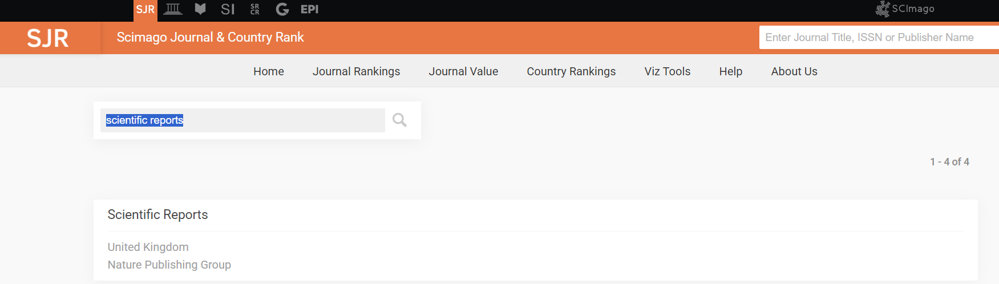 SJR SI SR CR G EPI SCImago
SJR Scimago Journal & Country Rank Enter Journal Title, ISSN or Publisher Name
Home Journal Rankings Journal Value Country Rankings Viz Tools Help About Us
scientific reports
1 - 4 of 4
Scientific Reports
United Kingdom
Nature Publishing Group